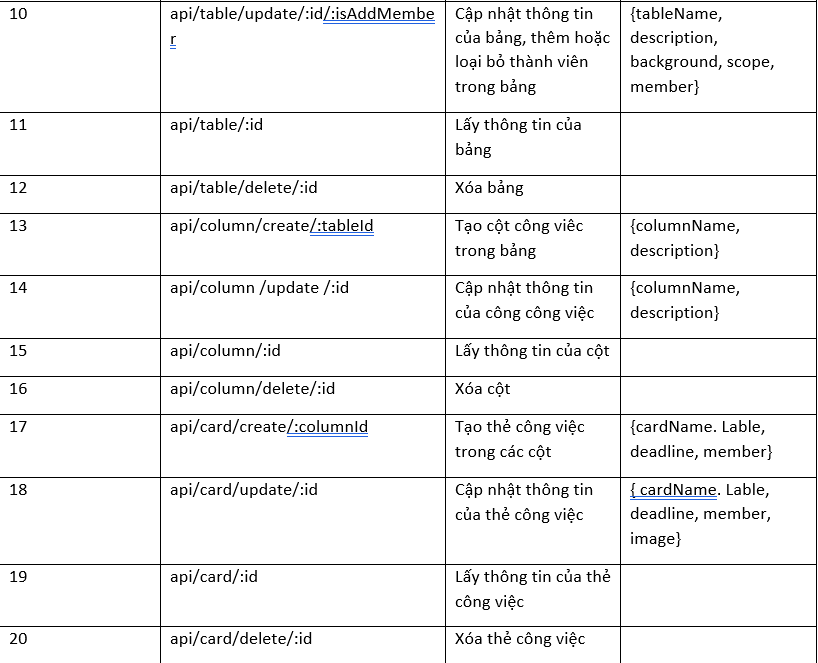 10
api/table/update/:id/:isAddMembe
r
Cập nhật thông tin
của bảng, thêm hoặc
loại bỏ thành viên
trong bảng
{tableName,
description,
background, scope,
member}
11
api/table/:id
Lấy thông tin của
bảng
12
api/table/delete/:id
Xóa bảng
13
api/column/create/:tableId
Tạo cột công viêc
trong bảng
{columnName,
description}
14
api/column /update /:id
Cập nhật thông tin
của công công việc
{columnName,
description}
15
api/column/:id
Lấy thông tin của cột
16
api/column/delete/:id
Xóa cột
17
api/card/create/:columnId
Tạo thẻ công việc
trong các cột
{cardName. Lable,
deadline, member}
18
api/card/update/:id
Cập nhật thông tin
của thẻ công việc
{ cardName. Lable,
deadline, member,
image}
19
api/card/:id
Lấy thông tin của thẻ
công việc
20
api/card/delete/:id
Xóa thẻ công việc